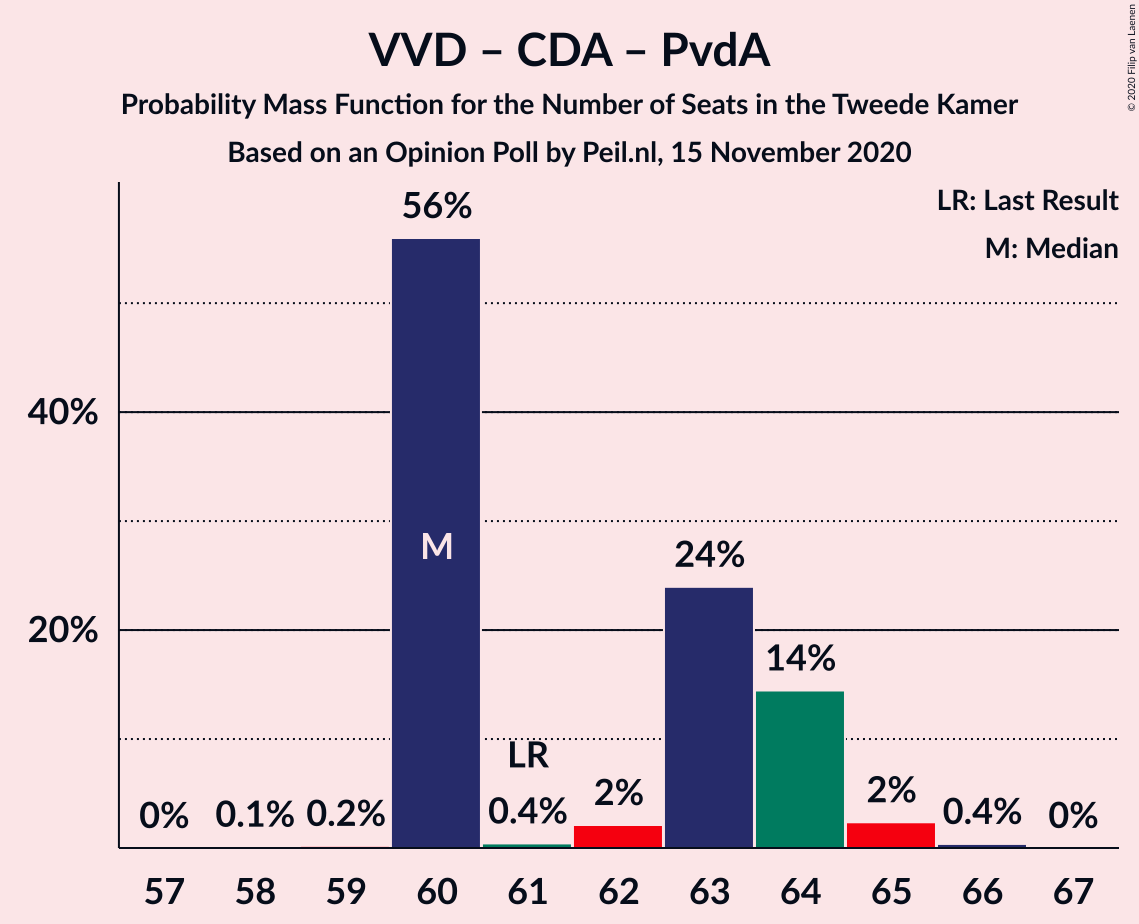 VVD – CDA – PvdA
Probability Mass Function for the Number of Seats in the Tweede Kamer
Based on an Opinion Poll by Peil.nl, 15 November 2020
© 2020 Filip van Laenen
LR: Last Result
M: Median
56%
40%
M
24%
20%
14%
LR
0%
0.1%
0.2%
0.4%
2%
2%
0.4%
0%
57 58 59 60 61 62 63 64 65 66 67